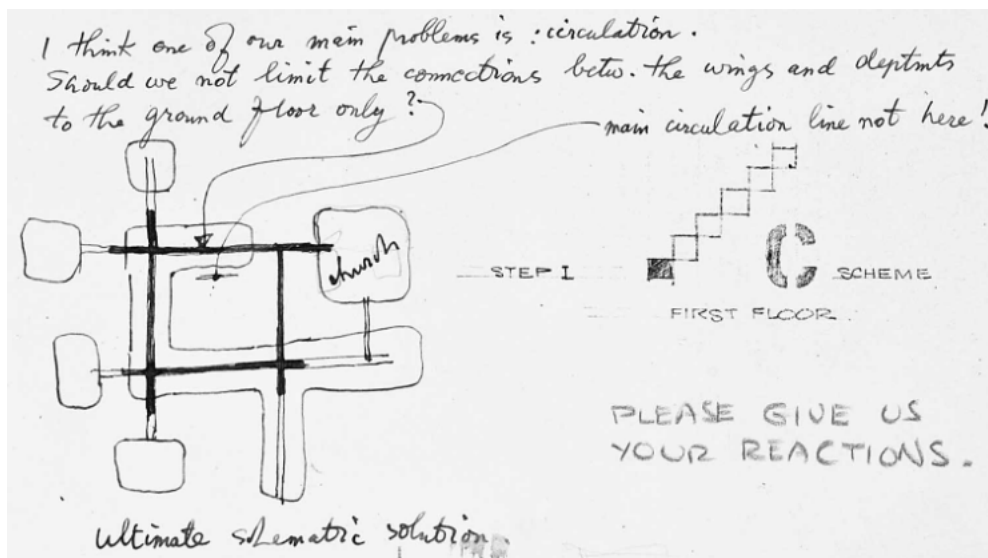 I think one of our main problems is : circulation.
Should we not limit the connections betw. the wings and deptmts
to the ground floor only?
main circulation line not here!
church
STEP I
C SCHEME
FIRST FLOOR
PLEASE GIVE US
YOUR REACTIONS.
ultimate schematic solution.